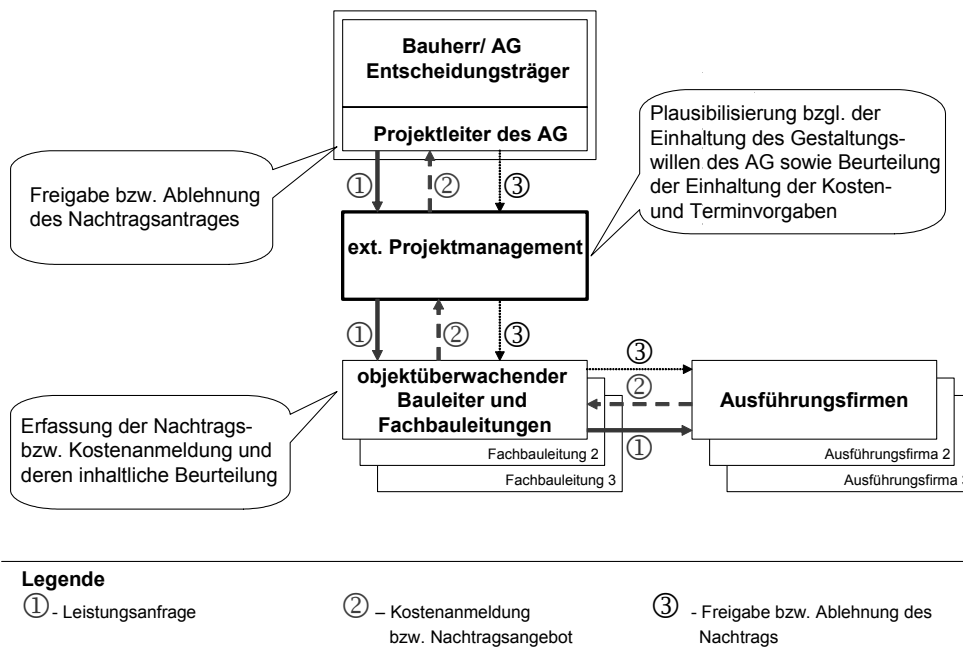 Bauherr/ AG
Entscheidungsträger
Projektleiter des AG
Freigabe bzw. Ablehnung
des Nachtragsantrages
Plausibilisierung bzgl. der
Einhaltung des Gestaltungs-
willen des AG sowie Beurteilung
der Einhaltung der Kosten-
und Terminvorgaben
① ② ③
ext. Projektmanagement
① ② ③
objektüberwachender
Bauleiter und
Fachbauleitungen
Fachbauleitung 2
Fachbauleitung 3
③
②
①
Ausführungsfirmen
Ausführungsfirma 2
Ausführungsfirma 3
Erfassung der Nachtrags-
bzw. Kostenanmeldung und
deren inhaltliche Beurteilung
Legende
① - Leistungsanfrage
② – Kostenanmeldung
bzw. Nachtragsangebot
③ - Freigabe bzw. Ablehnung des
Nachtrags